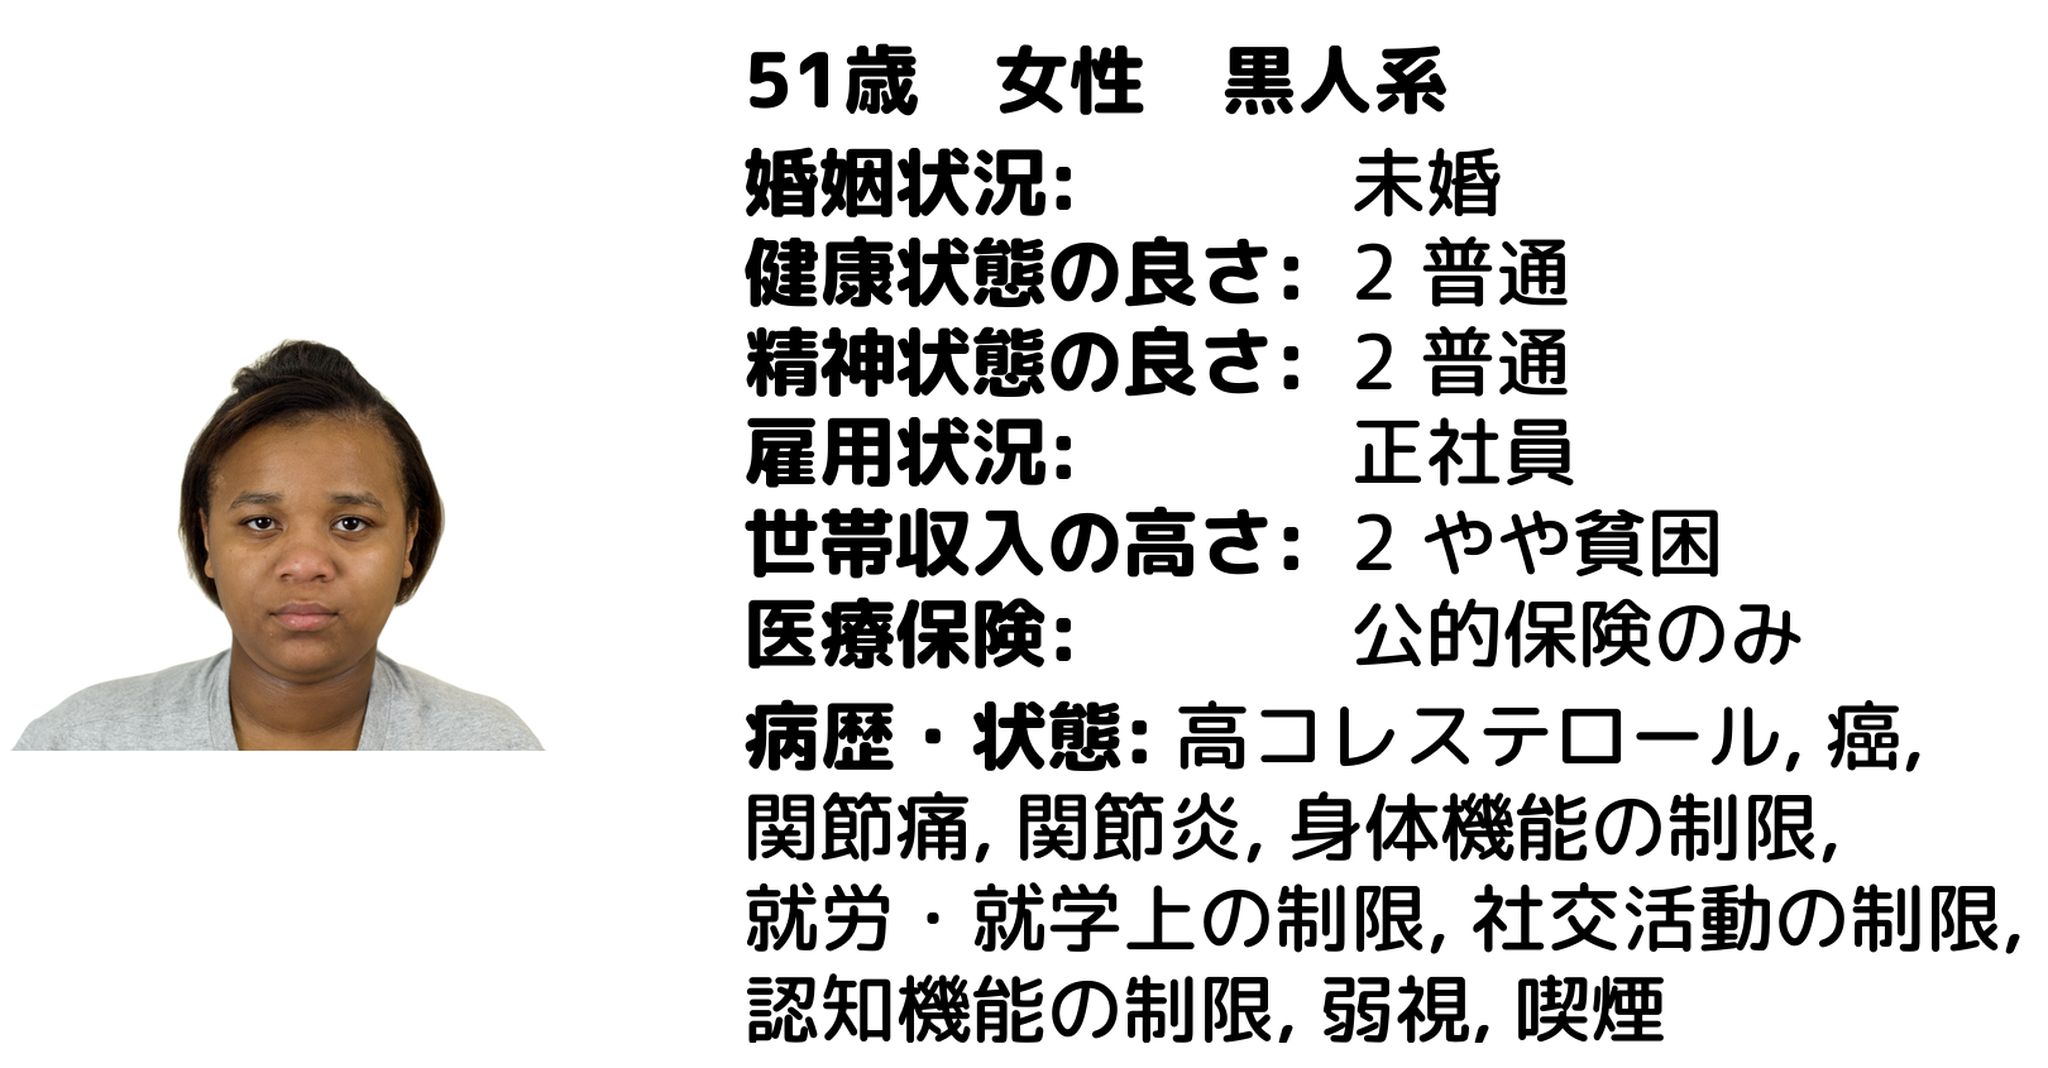 51歳　女性　黒人系
婚姻状況: 未婚
健康状態の良さ: 2 普通
精神状態の良さ: 2 普通
雇用状況: 正社員
世帯収入の高さ: 2 やや貧困
医療保険: 公的保険のみ
病歴・状態: 高コレステロール, 癌,
関節痛, 関節炎, 身体機能の制限,
就労・就学上の制限, 社交活動の制限,
認知機能の制限, 弱視, 喫煙